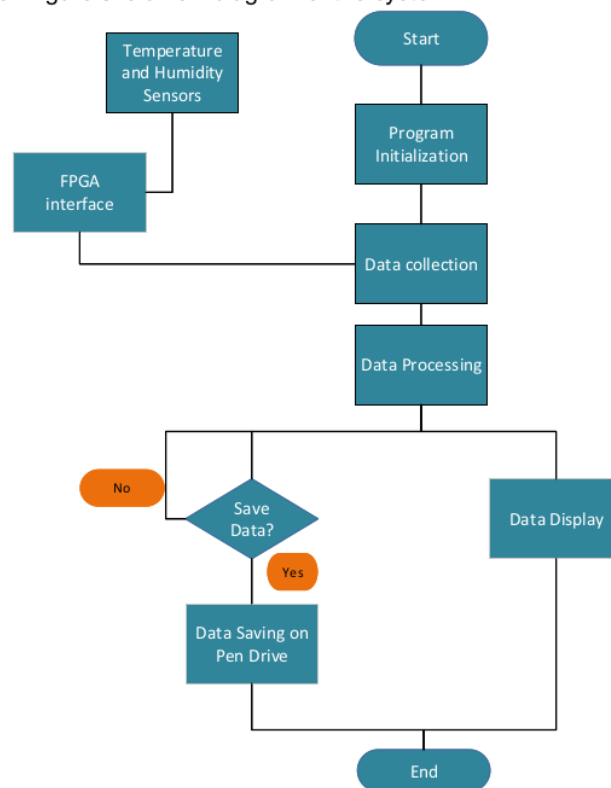 Start
Temperature
and Humidity
Sensors
Program
Initialization
FPGA
interface
Data collection
Data Processing
No
Save
Data?
Data Display
Yes
Data Saving on
Pen Drive
End